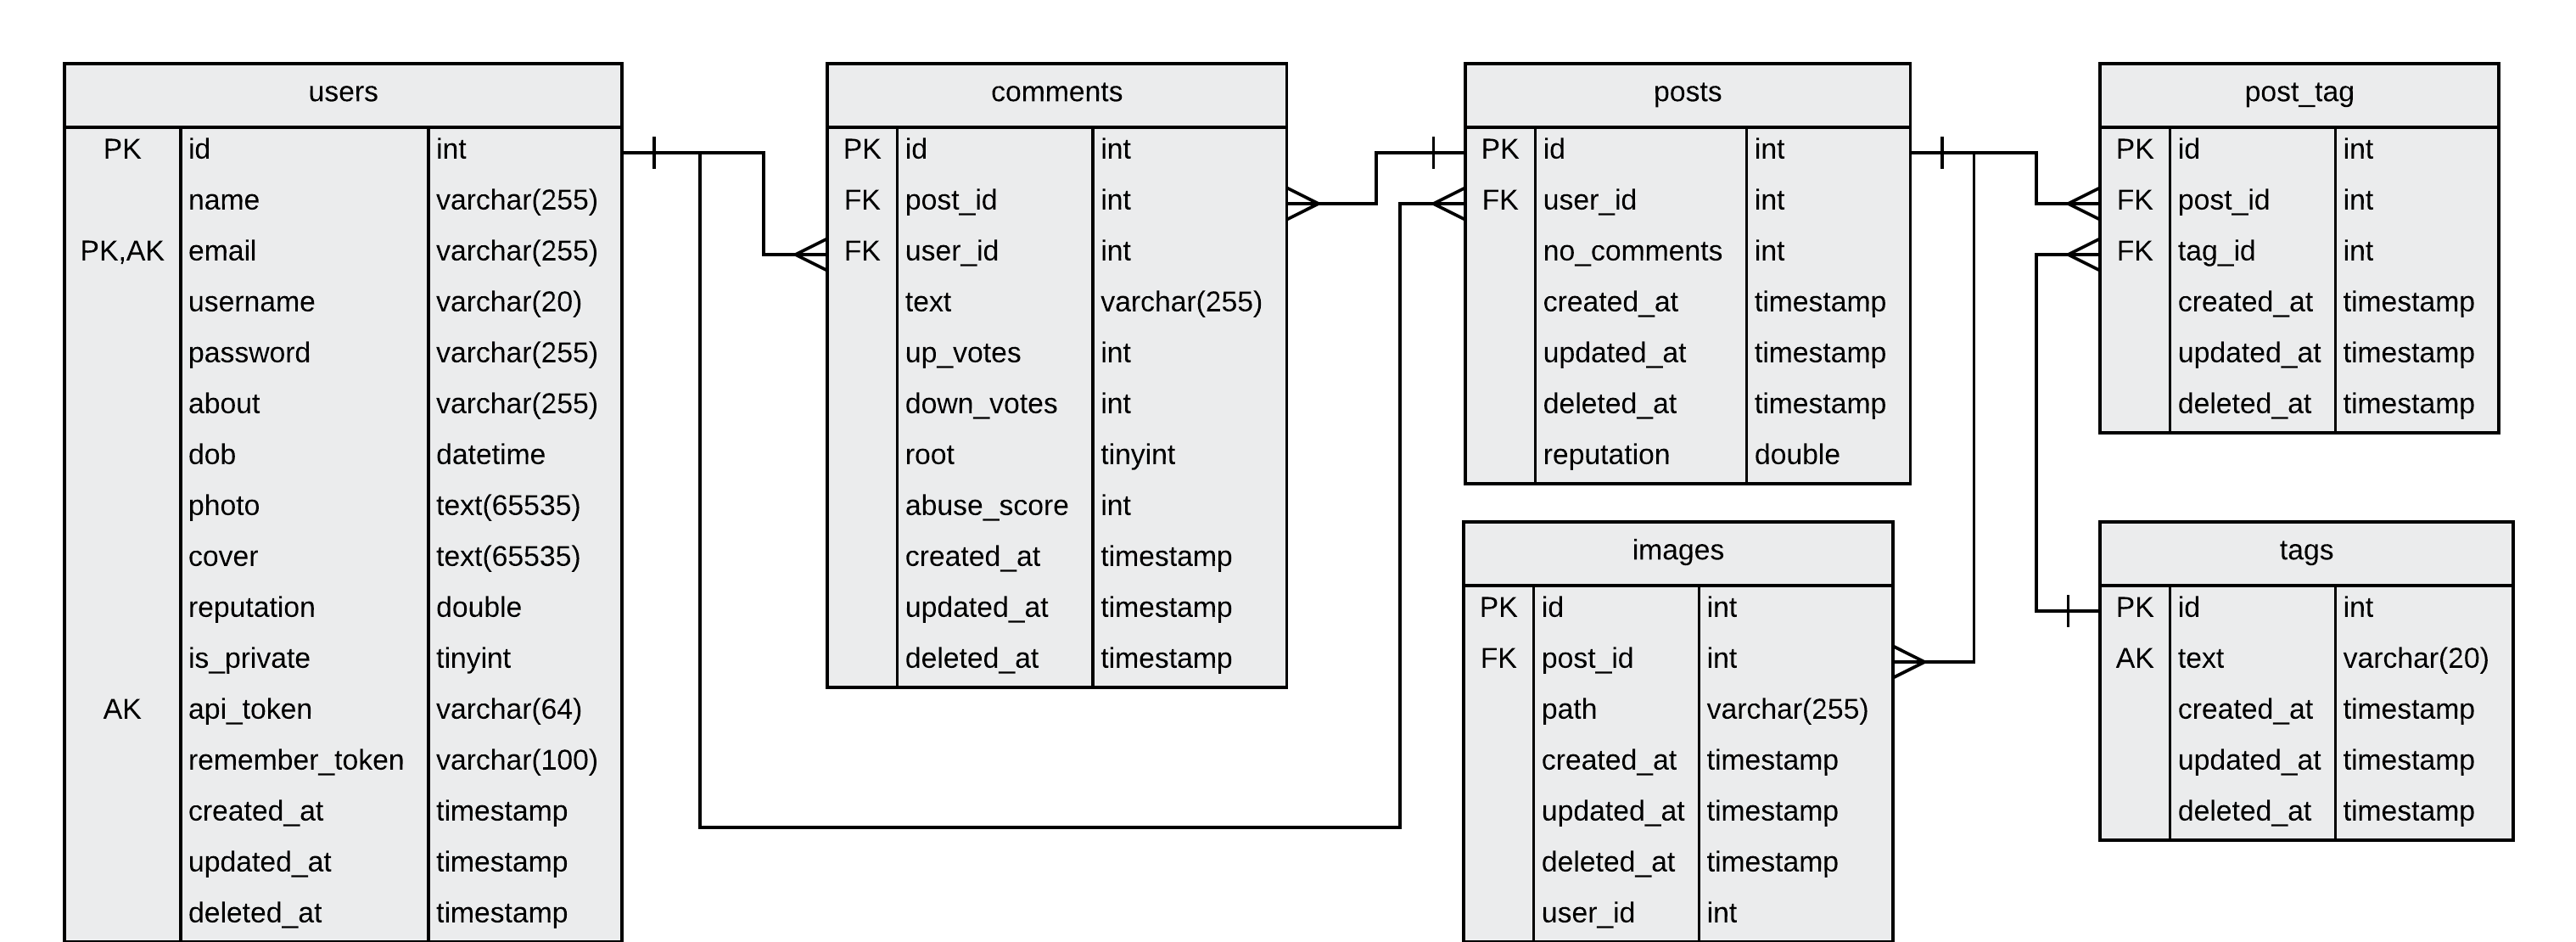 users
PK id int
name varchar(255)
PK,AK email varchar(255)
username varchar(20)
password varchar(255)
about varchar(255)
dob datetime
photo text(65535)
cover text(65535)
reputation double
is_private tinyint
AK api_token varchar(64)
remember_token varchar(100)
created_at timestamp
updated_at timestamp
deleted_at timestamp
comments
PK id int
FK post_id int
FK user_id int
text varchar(255)
up_votes int
down_votes int
root tinyint
abuse_score int
created_at timestamp
updated_at timestamp
deleted_at timestamp
posts
PK id int
FK user_id int
no_comments int
created_at timestamp
updated_at timestamp
deleted_at timestamp
reputation double
images
PK id int
FK post_id int
path varchar(255)
created_at timestamp
updated_at timestamp
deleted_at timestamp
user_id int
post_tag
PK id int
FK post_id int
FK tag_id int
created_at timestamp
updated_at timestamp
deleted_at timestamp
tags
PK id int
AK text varchar(20)
created_at timestamp
updated_at timestamp
deleted_at timestamp